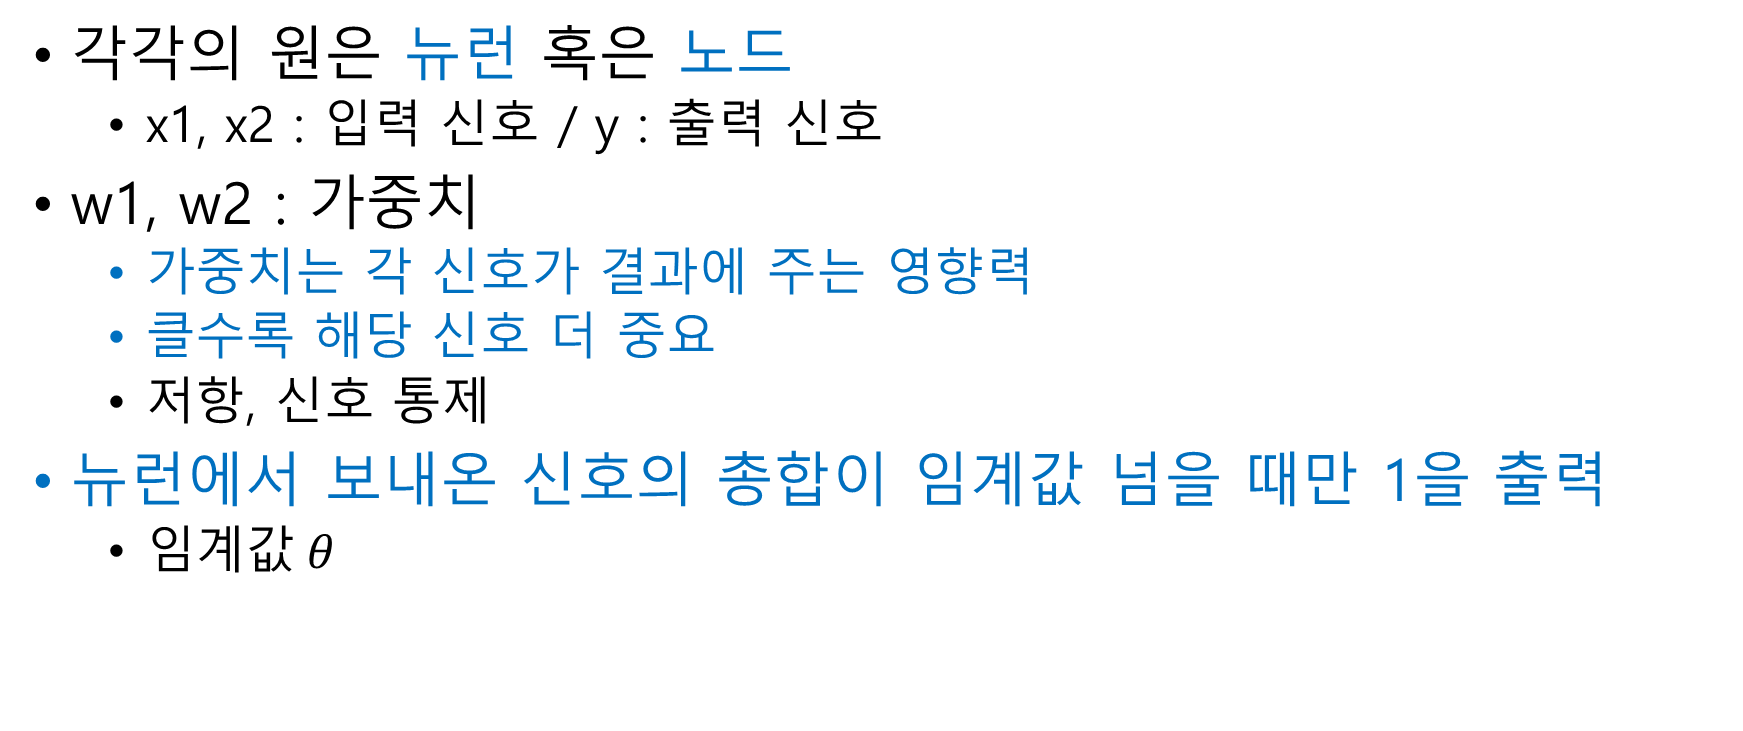 • 각각의 원은 뉴런 혹은 노드
• x1, x2 : 입력 신호 / y : 출력 신호
• w1, w2 : 가중치
• 가중치는 각 신호가 결과에 주는 영향력
• 클수록 해당 신호 더 중요
• 저항, 신호 통제
• 뉴런에서 보내온 신호의 총합이 임계값 넘을 때만 1을 출력
• 임계값 θ